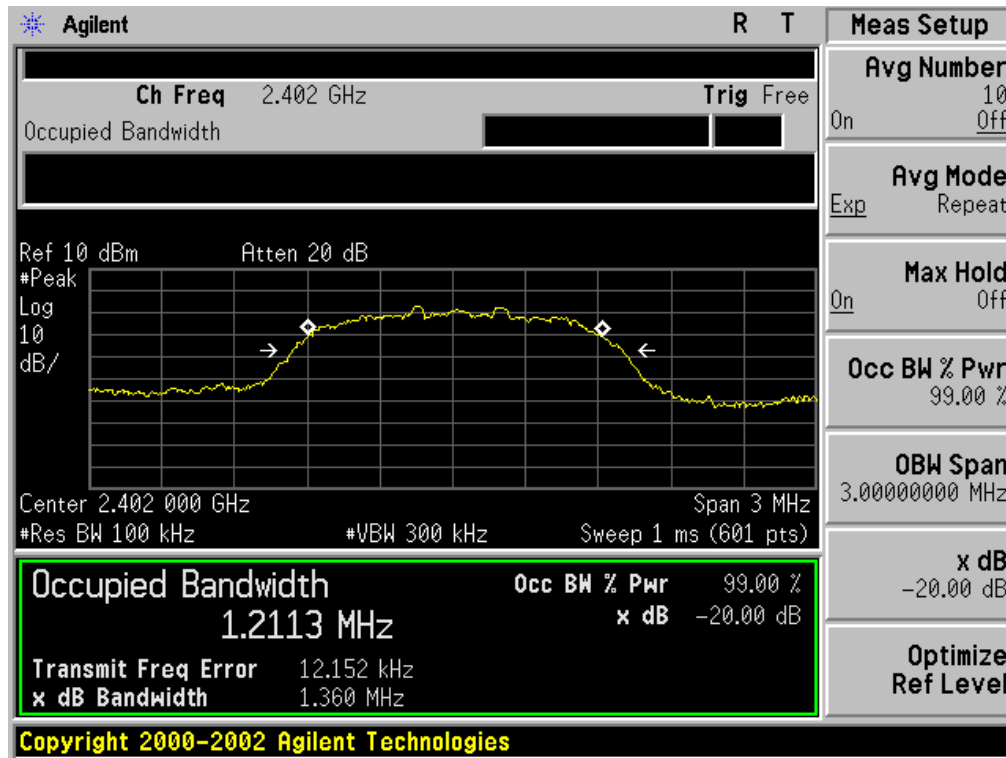 Agilent R T
Ch Freq 2.402 GHz Trig Free
Occupied Bandwidth
Ref 10 dBm Atten 20 dB
#Peak
Log
10
dB/
Center 2.402 000 GHz Span 3 MHz
#Res BW 100 kHz #VBW 300 kHz Sweep 1 ms (601 pts)
Occupied Bandwidth
1.2113 MHz
Occ BW % Pwr 99.00 %
x dB -20.00 dB
Transmit Freq Error 12.152 kHz
x dB Bandwidth 1.360 MHz
Copyright 2000-2002 Agilent Technologies
Meas Setup
Avg Number
10
On Off
Avg Mode
Exp Repeat
Max Hold
On Off
Occ BW % Pwr
99.00 %
OBW Span
3.00000000 MHz
x dB
-20.00 dB
Optimize
Ref Level